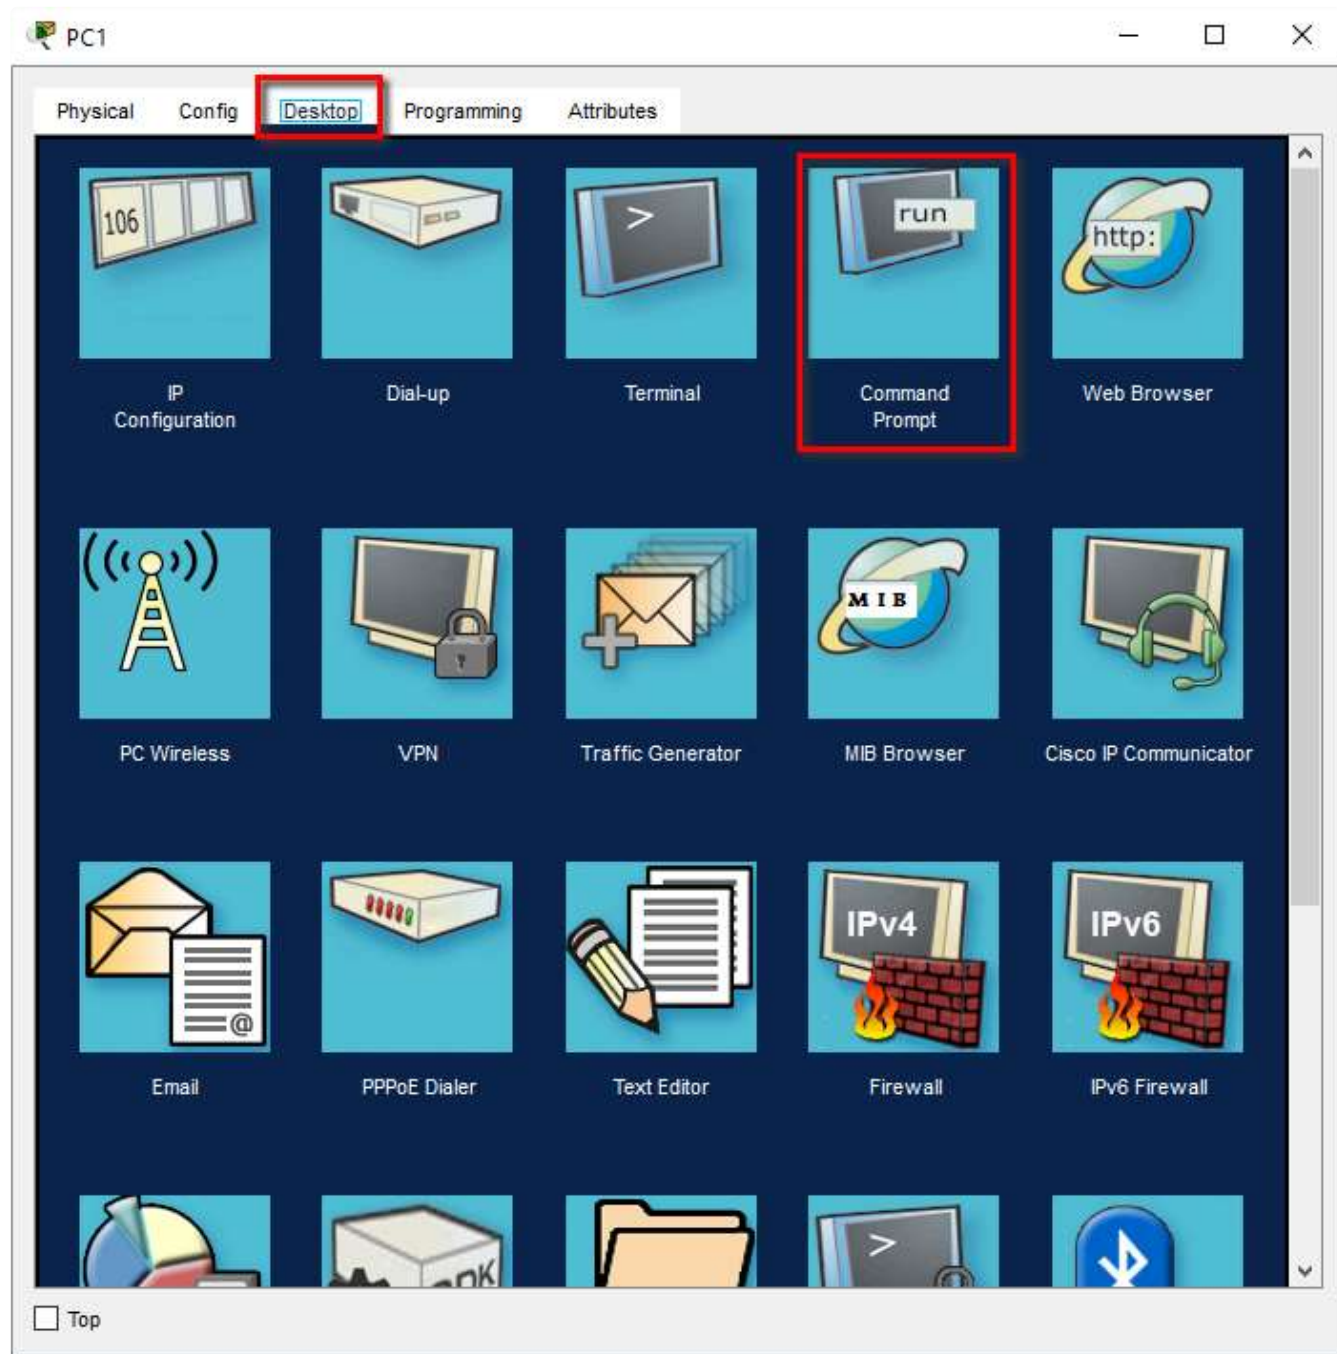 PC1
Physical Config Desktop Programming Attributes
106
>
run
http:
IP
Configuration
Dial-up
Terminal
Command
Prompt
Web Browser
MIB
PC Wireless
VPN
Traffic Generator
MIB Browser
Cisco IP Communicator
IPv4
IPv6
@
Email
PPPoE Dialer
Text Editor
Firewall
IPv6 Firewall
>
Top